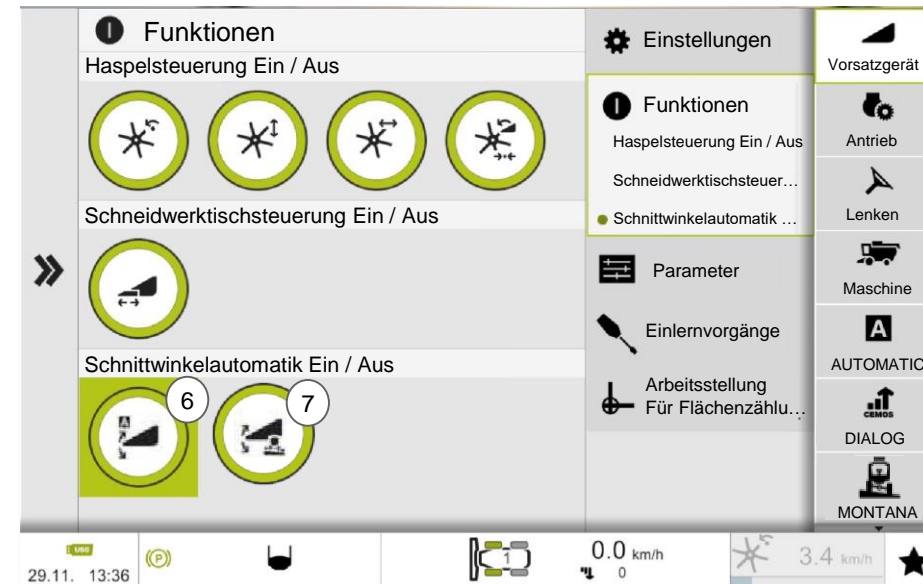 Funktionen
Haspelsteuerung Ein / Aus
Schneidwerktischsteuerung Ein / Aus
Schnittwinkelautomatik Ein / Aus
A
6
7
Einstellungen
Funktionen
Haspelsteuerung Ein / Aus
Schneidwerktischsteuer…
Schnittwinkelautomatik …
Parameter
Einlernvorgänge
Arbeitsstellung
Für Flächenzählu…
Vorsatzgerät
Antrieb
Lenken
Maschine
A
AUTOMATIC
CEMOS
DIALOG
MONTANA
USB
29.11. 13:36
(P)
1
0.0 km/h
0
3.4 km/h